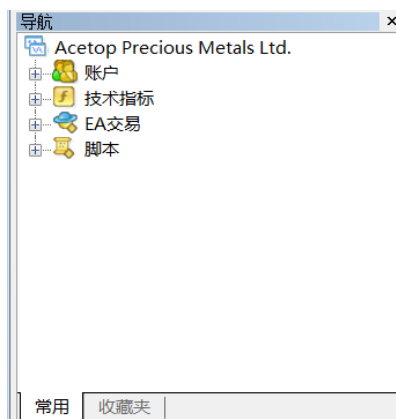 导航
Acetop Precious Metals Ltd.
账户
技术指标
EA交易
脚本
常用 收藏夹